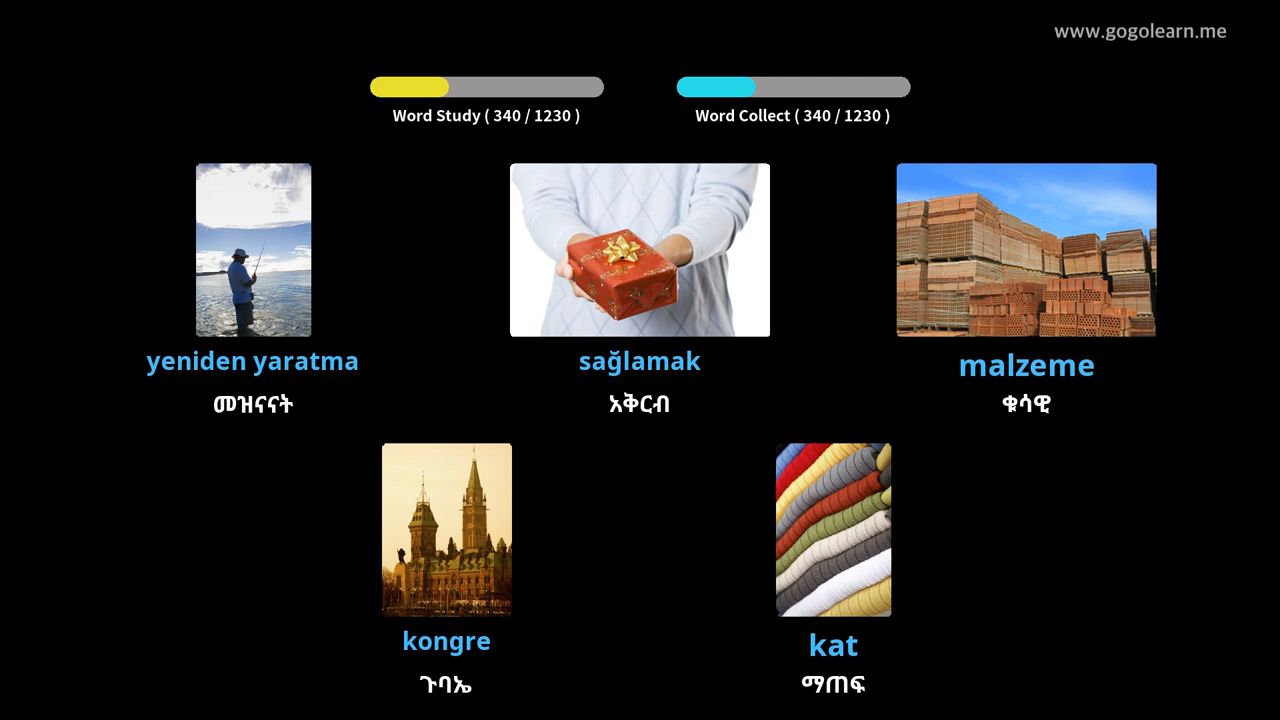 www.gogolearn.me
Word Study ( 340 / 1230 )
Word Collect ( 340 / 1230 )
yeniden yaratma
መዝናናት
sağlamak
አቅርብ
malzeme
ቁሳዊ
kongre
ጉባኤ
kat
ማጠፍ